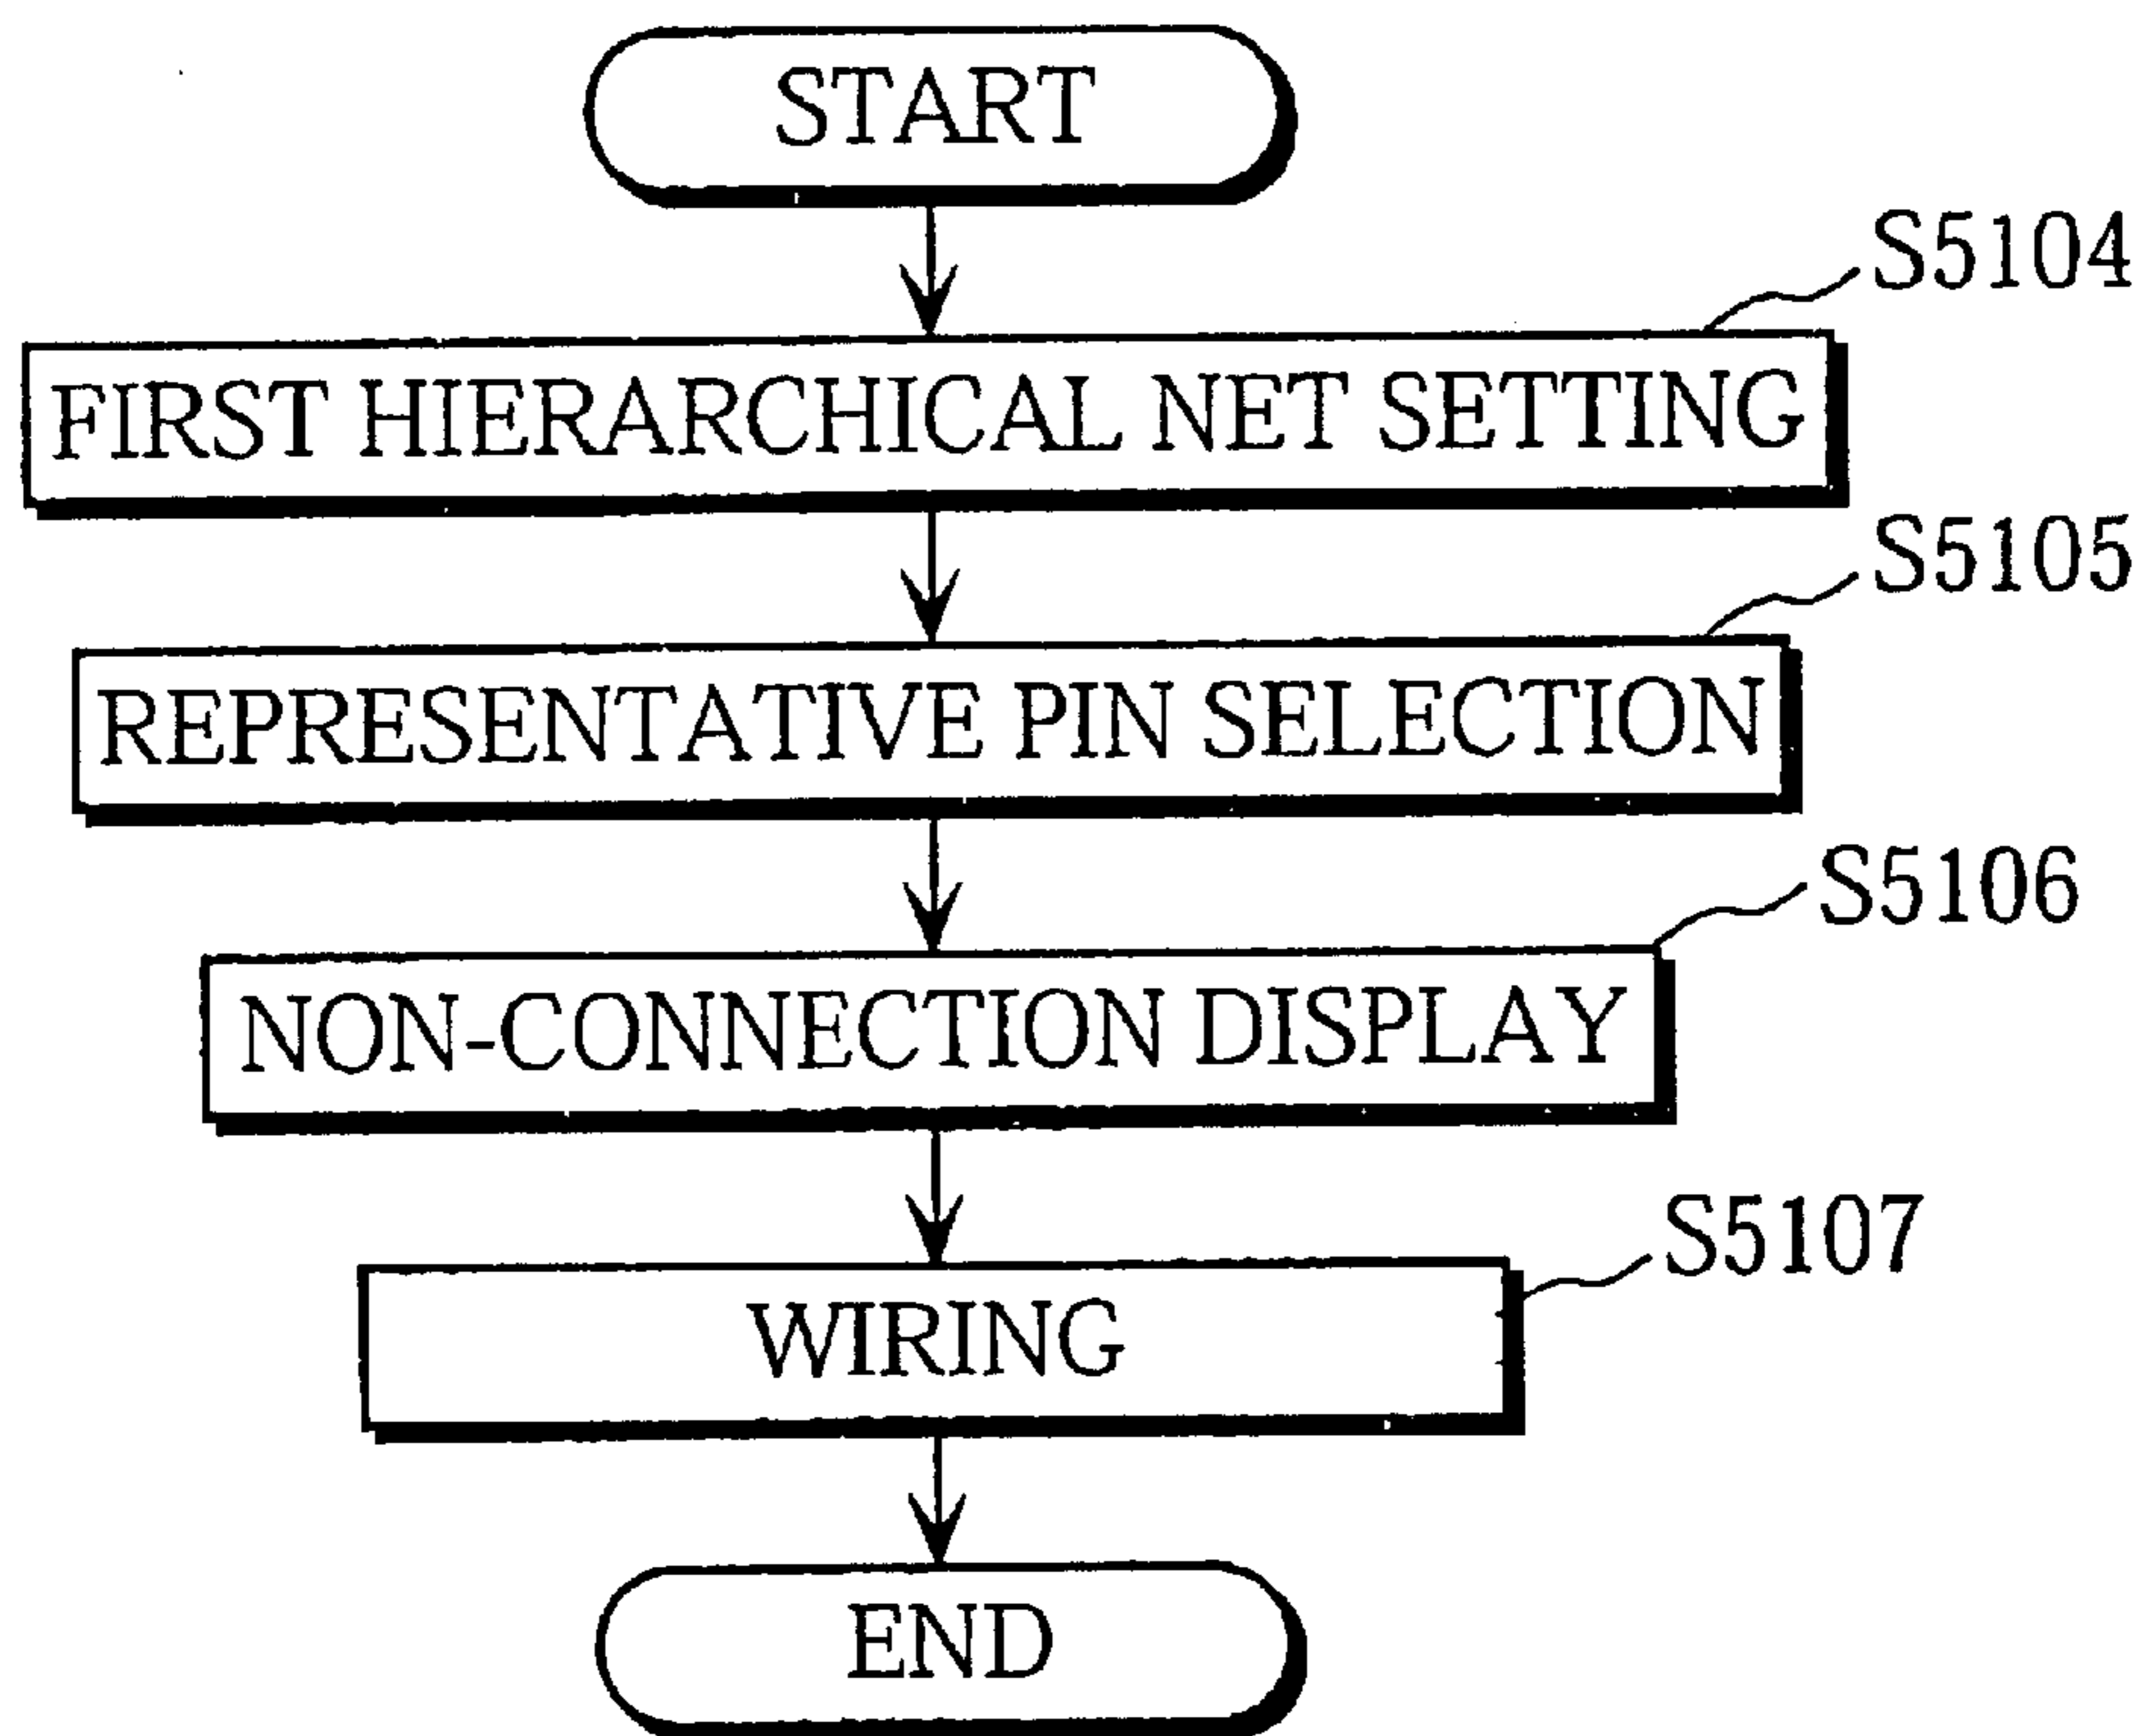 START
S5104
FIRST HIERARCHICAL NET SETTING
S5105
REPRESENTATIVE PIN SELECTION
S5106
NON-CONNECTION DISPLAY
S5107
WIRING
END